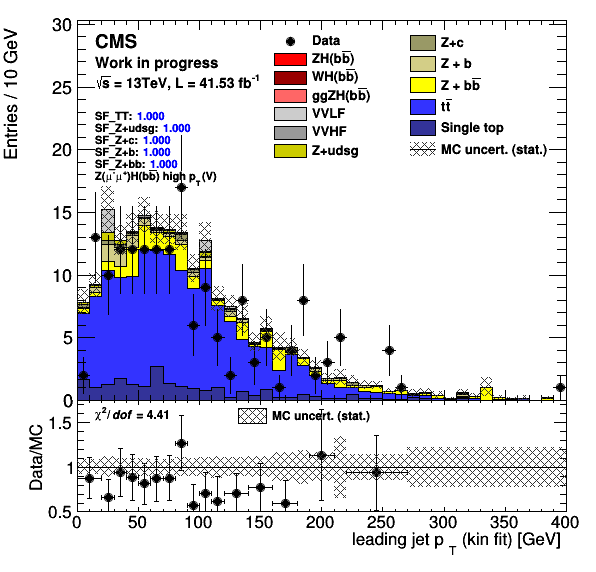 Entries / 10 GeV
30
25
20
15
10
5
0
CMS
Work in progress
√s = 13TeV, L = 41.53 fb⁻¹
SF_TT: 1.000
SF_Z+udsg: 1.000
SF_Z+c: 1.000
SF_Z+b: 1.000
SF_Z+bb: 1.000
Z(μ⁻μ⁺)H(bb̅) high p_T(V)
Data
ZH(bb̅)
WH(bb̅)
ggZH(bb̅)
VVLF
VVHF
Z+udsg
Z+c
Z + b
Z + bb̅
tt̅
Single top
MC uncert. (stat.)
Data/MC
1.5
1
0.5
χ²/dof = 4.41
MC uncert. (stat.)
0 50 100 150 200 250 300 350 400
leading jet p_T (kin fit) [GeV]